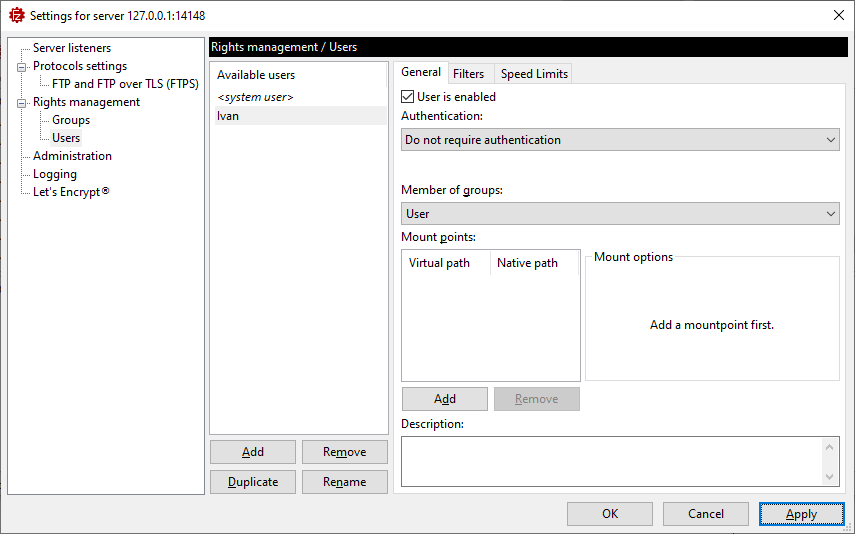 Settings for server 127.0.0.1:14148
Server listeners
Protocols settings
FTP and FTP over TLS (FTPS)
Rights management
Groups
Users
Administration
Logging
Let's Encrypt®
Rights management / Users
Available users
<system user>
Ivan
Add
Remove
Duplicate
Rename
General
Filters
Speed Limits
User is enabled
Authentication:
Do not require authentication
Member of groups:
User
Mount points:
Virtual path
Native path
Mount options
Add a mountpoint first.
Add
Remove
Description:
OK
Cancel
Apply